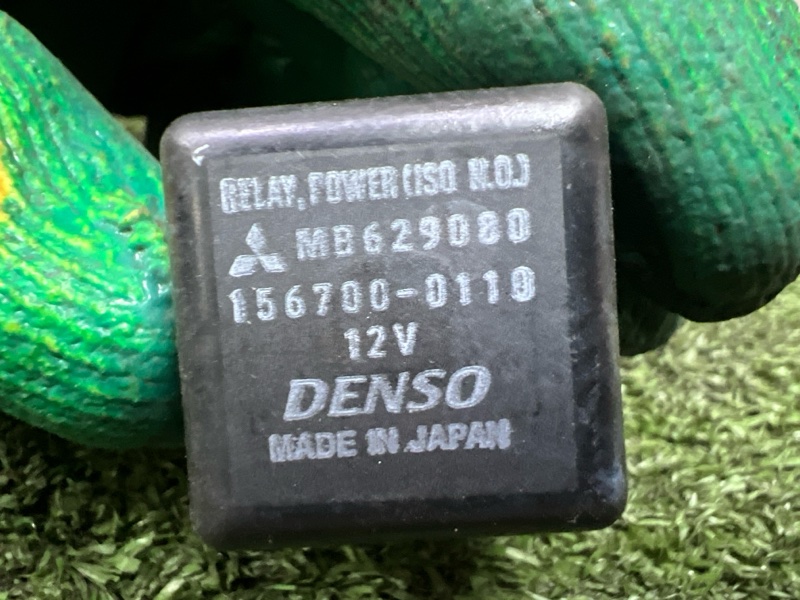 RELAY, POWER (ISO N.O.)
MB629080
156700-0110
12V
DENSO
MADE IN JAPAN